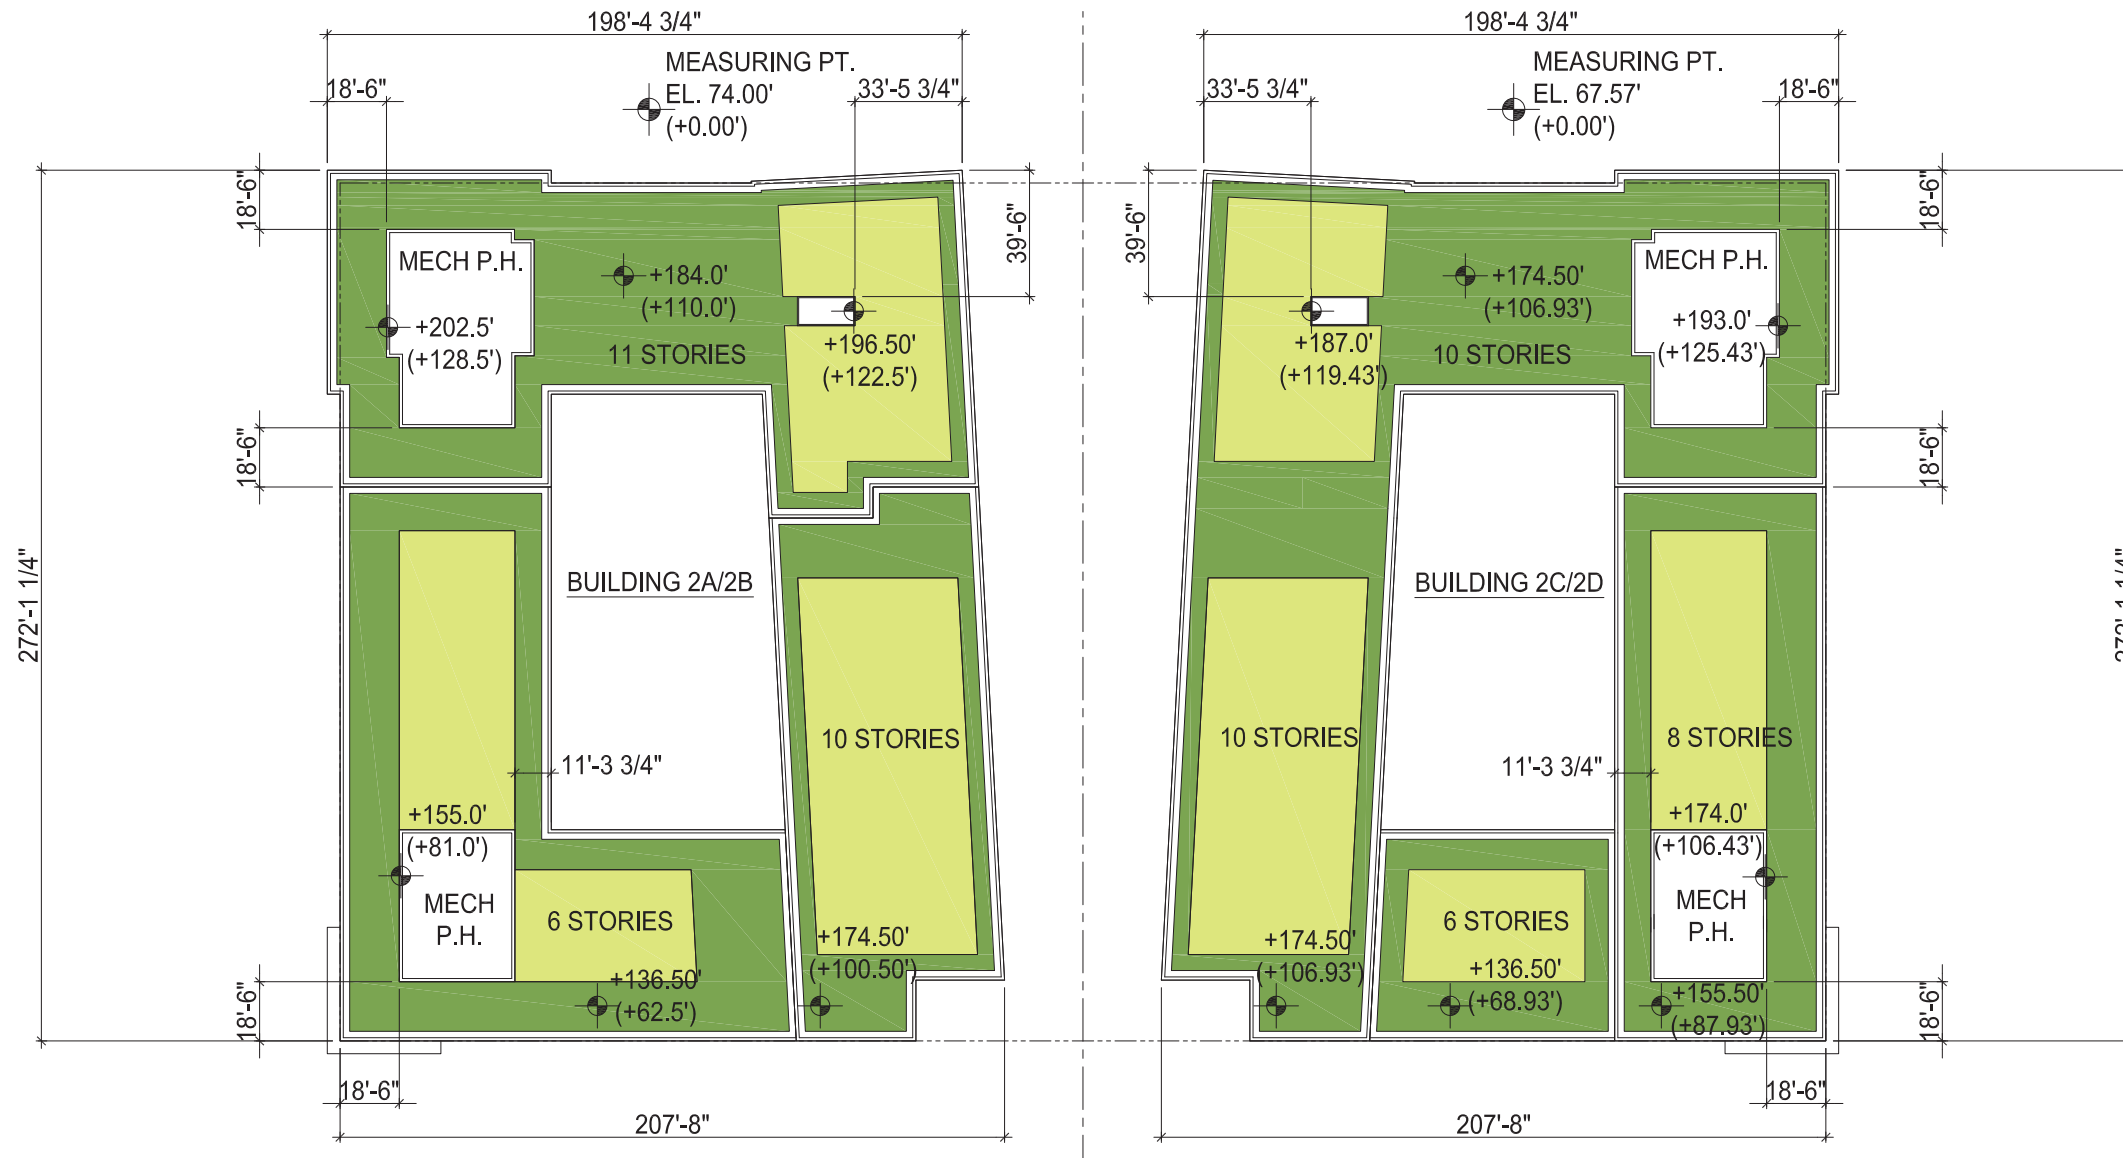 198'-4 3/4"
198'-4 3/4"
MEASURING PT.
EL. 74.00'
(+0.00')
MEASURING PT.
EL. 67.57'
(+0.00')
18'-6"
33'-5 3/4"
33'-5 3/4"
18'-6"
18'-6"
39'-6"
39'-6"
18'-6"
MECH P.H.
+202.5'
(+128.5')
+184.0'
(+110.0')
11 STORIES
+196.50'
(+122.5')
+187.0'
(+119.43')
+174.50'
(+106.93')
10 STORIES
MECH P.H.
+193.0'
(+125.43')
18'-6"
18'-6"
272'-1 1/4"
BUILDING 2A/2B
BUILDING 2C/2D
272'-1 1/4"
10 STORIES
10 STORIES
8 STORIES
11'-3 3/4"
11'-3 3/4"
+155.0'
(+81.0')
MECH
P.H.
6 STORIES
+136.50'
(+62.5')
+174.50'
(+100.50')
+174.50'
(+106.93')
6 STORIES
+136.50'
(+68.93')
+174.0'
(+106.43')
MECH
P.H.
+155.50'
(+87.93')
18'-6"
18'-6"
18'-6"
18'-6"
207'-8"
207'-8"